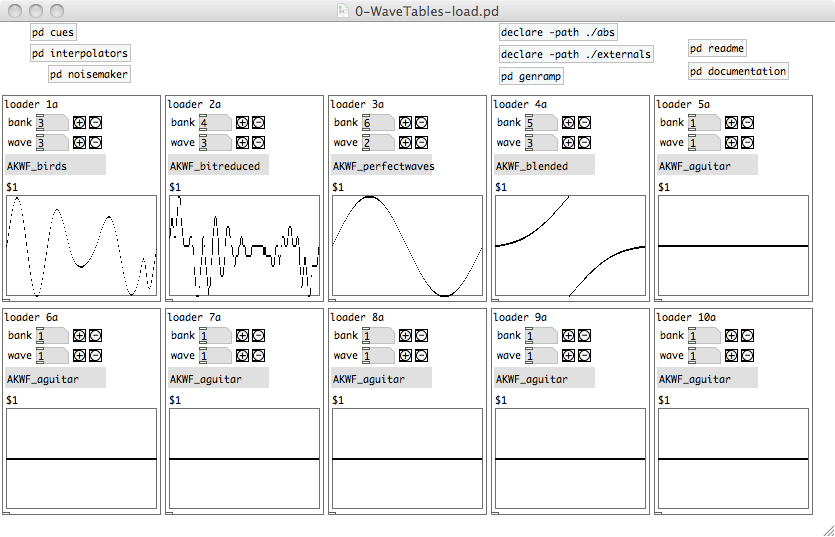 0-WaveTables-load.pd
pd cues
pd interpolators
pd noisemaker
declare -path ./abs
declare -path ./externals
pd genramp
pd readme
pd documentation
loader 1a
bank 3
wave 3
AKWF_birds
$1
loader 2a
bank 4
wave 3
AKWF_bitreduced
$1
loader 3a
bank 6
wave 2
AKWF_perfectwaves
$1
loader 4a
bank 5
wave 3
AKWF_blended
$1
loader 5a
bank 1
wave 1
AKWF_aguitar
$1
loader 6a
bank 1
wave 1
AKWF_aguitar
$1
loader 7a
bank 1
wave 1
AKWF_aguitar
$1
loader 8a
bank 1
wave 1
AKWF_aguitar
$1
loader 9a
bank 1
wave 1
AKWF_aguitar
$1
loader 10a
bank 1
wave 1
AKWF_aguitar
$1